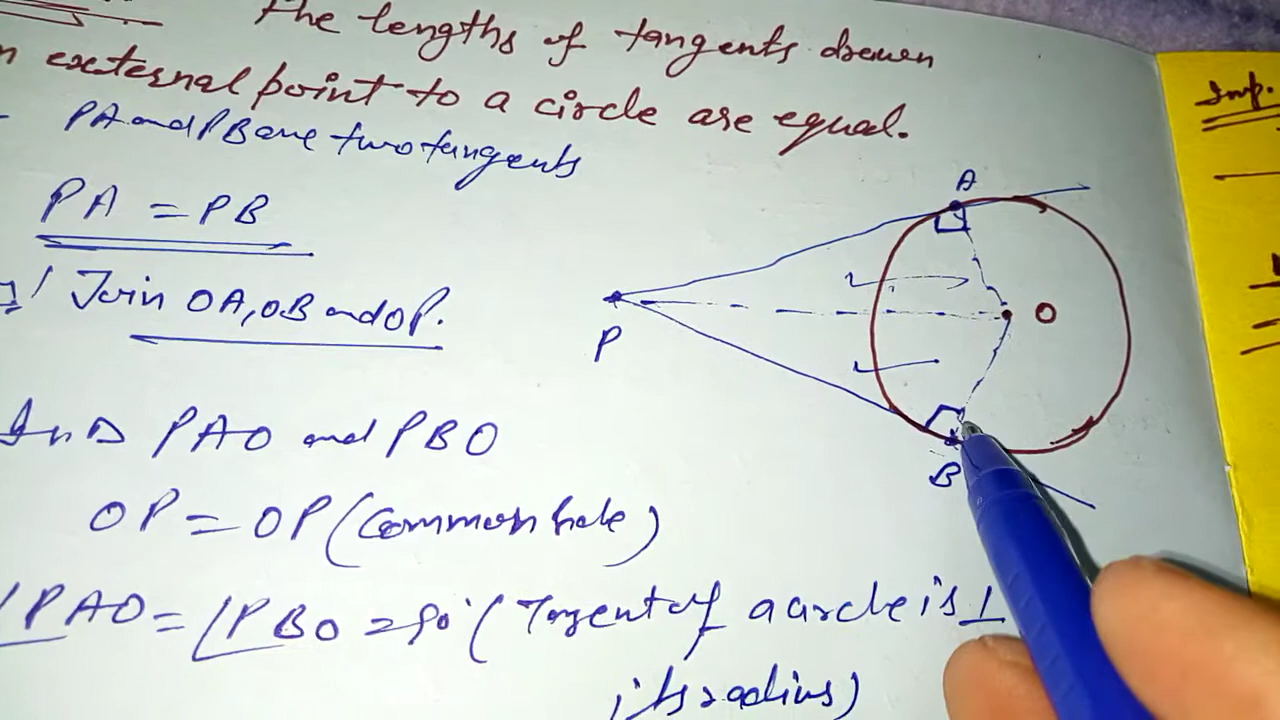 The lengths of tangents drawn
n external point to a circle are equal.
PA and PB are two tangents
PA = PB
Join OA, OB and OP.
In Δ PAO and PBO
OP = OP (Common side)
∠PAO = ∠PBO = 90° (Tangent of a circle is ⊥
its radius)
A
P
O
B
Imp.